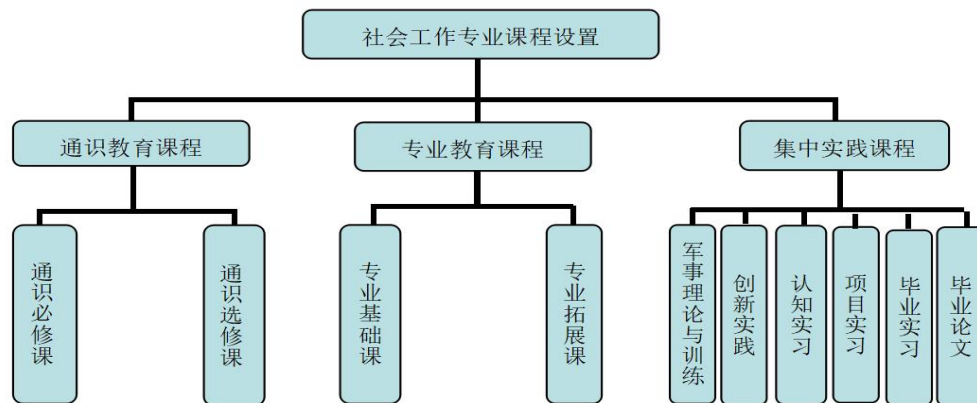 社会工作专业课程设置
通识教育课程
专业教育课程
集中实践课程
通识必修课
通识选修课
专业基础课
专业拓展课
军事理论与训练
创新实践
认知实习
项目实习
毕业实习
毕业论文